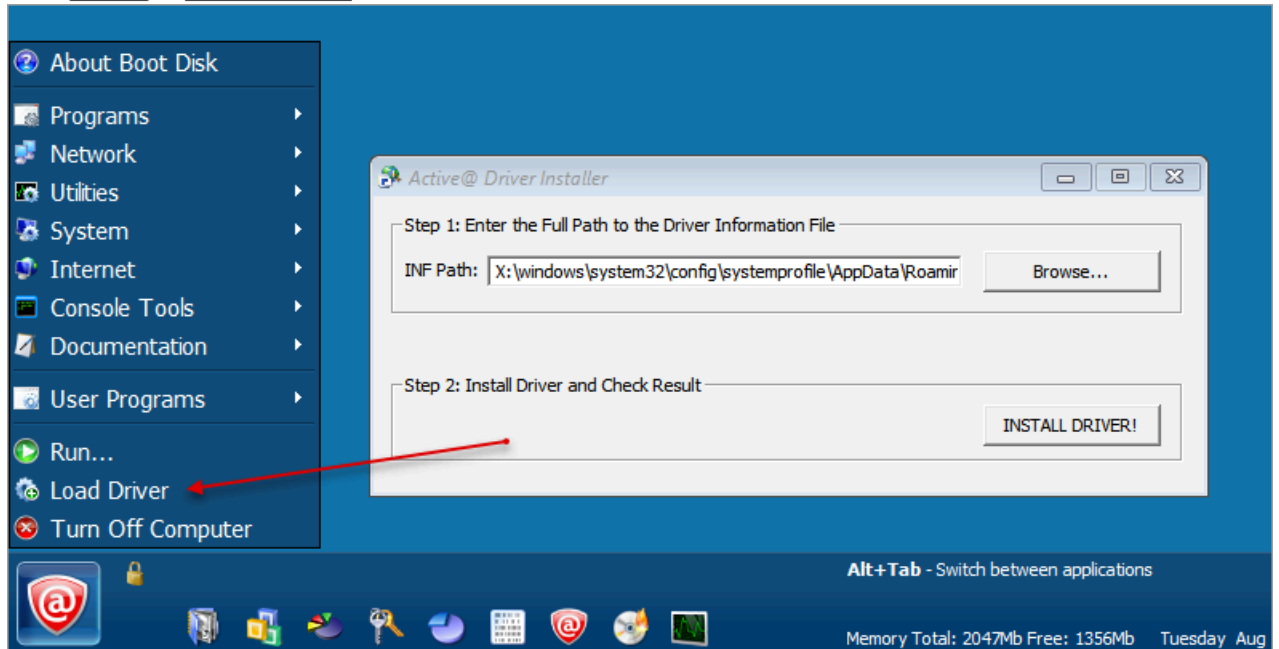 About Boot Disk
Programs
Network
Utilities
System
Internet
Console Tools
Documentation
User Programs
Run...
Load Driver
Turn Off Computer
Active@ Driver Installer
Step 1: Enter the Full Path to the Driver Information File
INF Path: X:\windows\system32\config\systemprofile\AppData\Roamir Browse...
Step 2: Install Driver and Check Result
INSTALL DRIVER!
Alt+Tab - Switch between applications
Memory Total: 2047Mb Free: 1356Mb Tuesday Aug